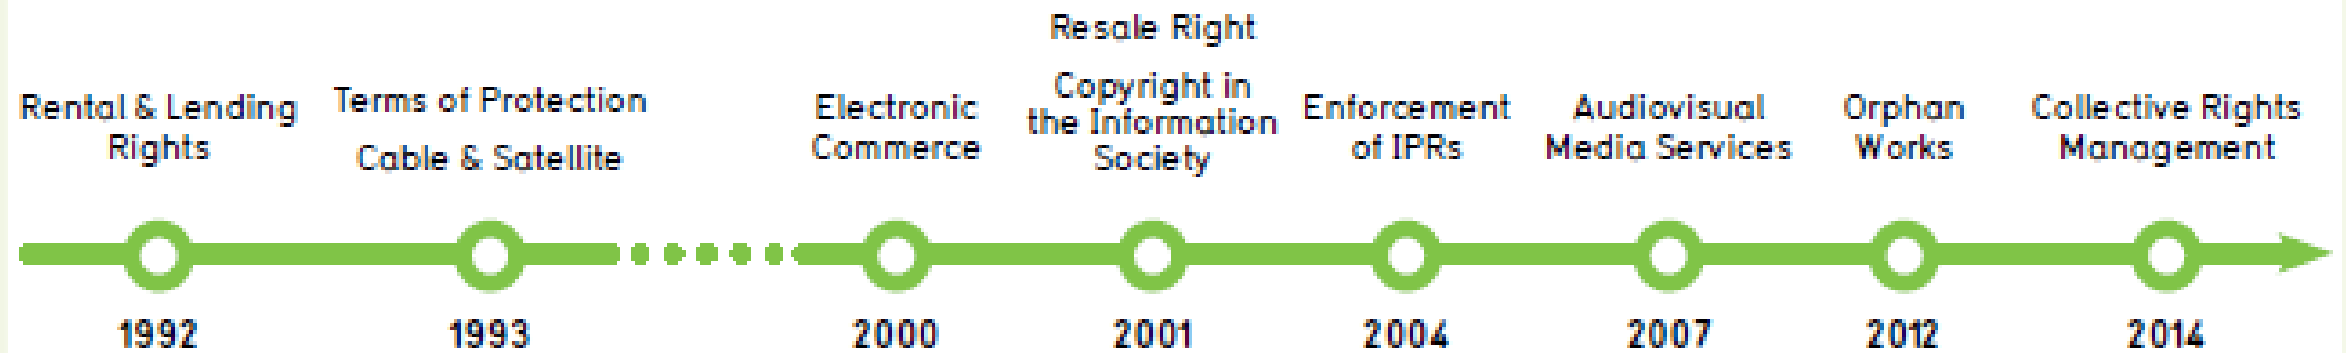 Rental & Lending
Rights
Terms of Protection
Cable & Satellite
Electronic
Commerce
Resale Right
Copyright in
the Information
Society
Enforcement
of IPRs
Audiovisual
Media Services
Orphan
Works
Collective Rights
Management
1992
1993
2000
2001
2004
2007
2012
2014